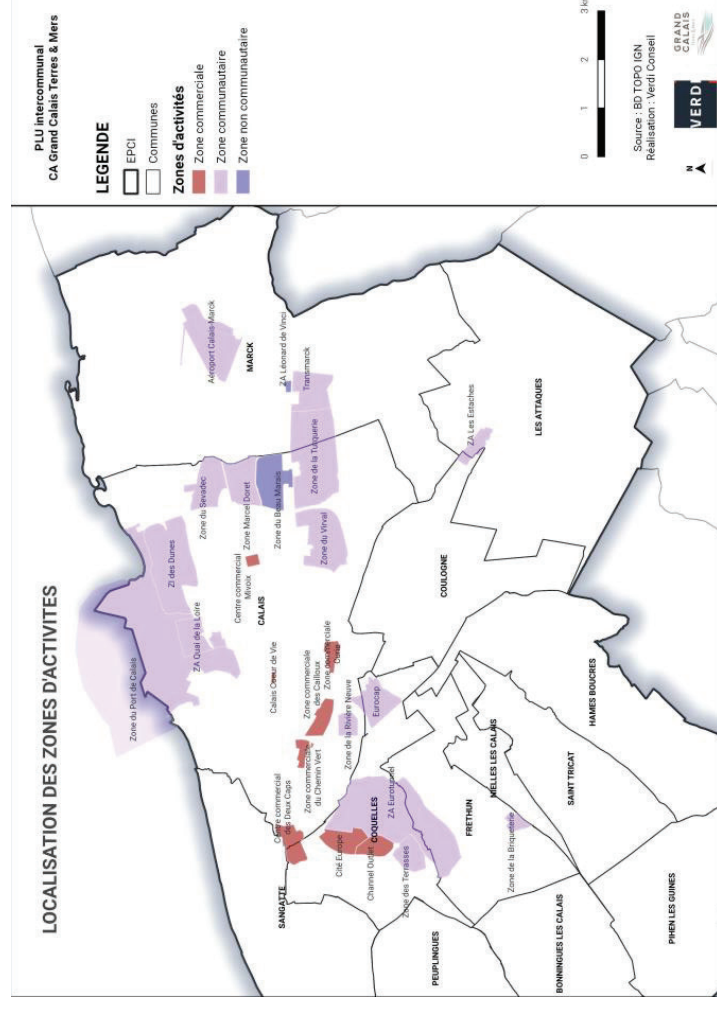 LOCALISATION DES ZONES D'ACTIVITES
Zone du Port de Calais
ZI des Dunes
ZA Quai de la Loire
Zone du Sevadec
Zone Marcel Doret
Zone du Beau Marais
Centre commercial
Mivoix
CALAIS
Calais Coeur de Vie
Aéroport Calais-Marck
MARCK
ZA Léonard de Vinci
Transmarck
Zone de la Turquerie
Zone du Virval
Zone commerciale
des Cailloux
Zone commerciale
Zone commerciale
du Chemin Vert
Centre commercial
des Deux Caps
SANGATTE
Cité Europe
Channel Outlet
COQUELLES
ZA Eurotunnel
Zone des Terrasses
Zone de la Rivière Neuve
Eurocap
COULOGNE
ZA Les Estaches
LES ATTAQUES
PEUPLINGUES
FRETHUN
NIELLES LES CALAIS
Zone de la Briqueterie
SAINT TRICAT
HAMES BOUCRES
BONNINGUES LES CALAIS
PIHEN LES GUINES
PLU intercommunal
CA Grand Calais Terres & Mers
LEGENDE
EPCI
Communes
Zones d'activités
Zone commerciale
Zone communautaire
Zone non communautaire
0 1 2 3 k
Source : BD TOPO IGN
Réalisation : Verdi Conseil
N
VERDI
GRAND
CALAIS